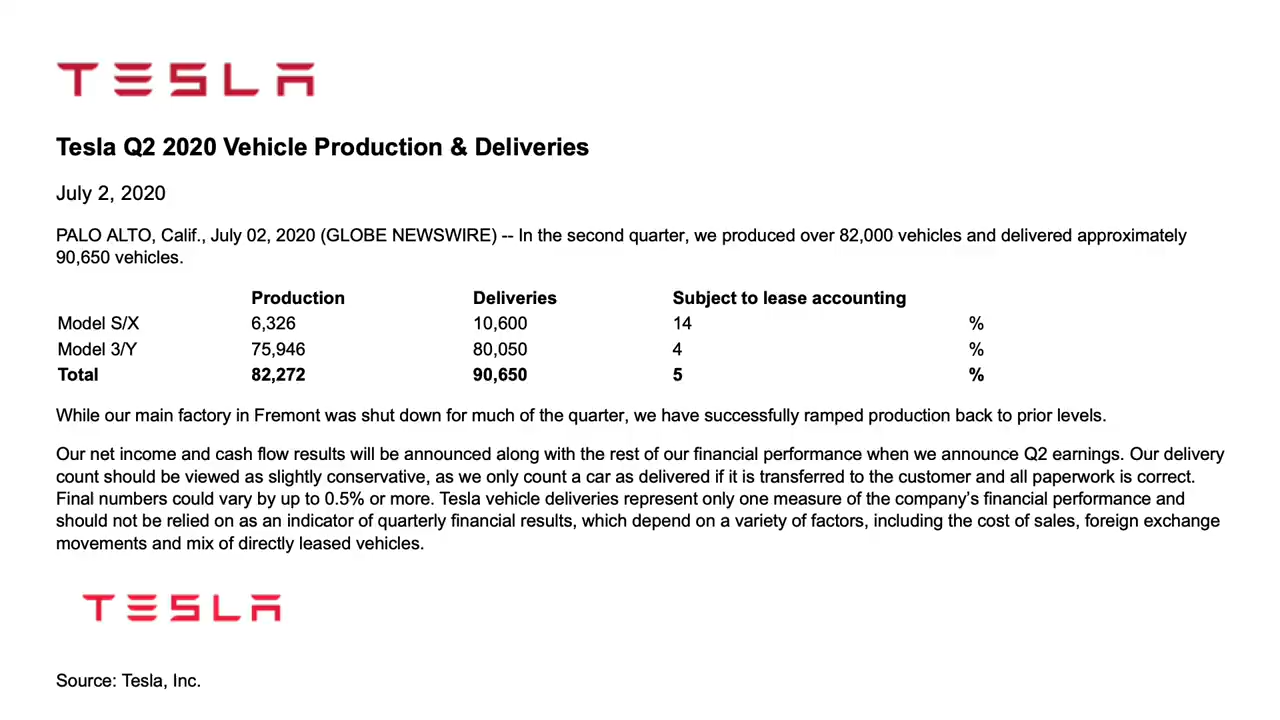 TESLA
Tesla Q2 2020 Vehicle Production & Deliveries
July 2, 2020
PALO ALTO, Calif., July 02, 2020 (GLOBE NEWSWIRE) -- In the second quarter, we produced over 82,000 vehicles and delivered approximately
90,650 vehicles.
Production Deliveries Subject to lease accounting
Model S/X 6,326 10,600 14 %
Model 3/Y 75,946 80,050 4 %
Total 82,272 90,650 5 %
While our main factory in Fremont was shut down for much of the quarter, we have successfully ramped production back to prior levels.
Our net income and cash flow results will be announced along with the rest of our financial performance when we announce Q2 earnings. Our delivery
count should be viewed as slightly conservative, as we only count a car as delivered if it is transferred to the customer and all paperwork is correct.
Final numbers could vary by up to 0.5% or more. Tesla vehicle deliveries represent only one measure of the company’s financial performance and
should not be relied on as an indicator of quarterly financial results, which depend on a variety of factors, including the cost of sales, foreign exchange
movements and mix of directly leased vehicles.
TESLA
Source: Tesla, Inc.